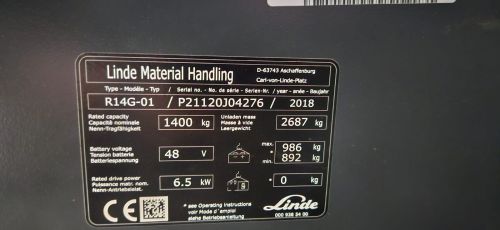 Linde Material Handling
D-63743 Aschaffenburg
Carl-von-Linde-Platz
Type - Modèle - Typ / Serial no. - No. de série - Serien-Nr. / year - année - Baujahr
R14G-01 / P21120J04276 / 2018
Rated capacity
Capacité nominale
Nenn-Tragfähigkeit
1400 kg
Unladen mass
Masse à vide
Leergewicht
2687 kg
Battery voltage
Tension batterie
Batteriespannung
48 V
max. 986 kg
min. 892 kg
Rated drive power
Puissance motr. nom.
Nenn-Antriebsleist.
6.5 kW
* 0 kg
* see Operating instructions
voir Mode d'emploi
siehe Betriebsanleitung
Linde
000 938 34 00